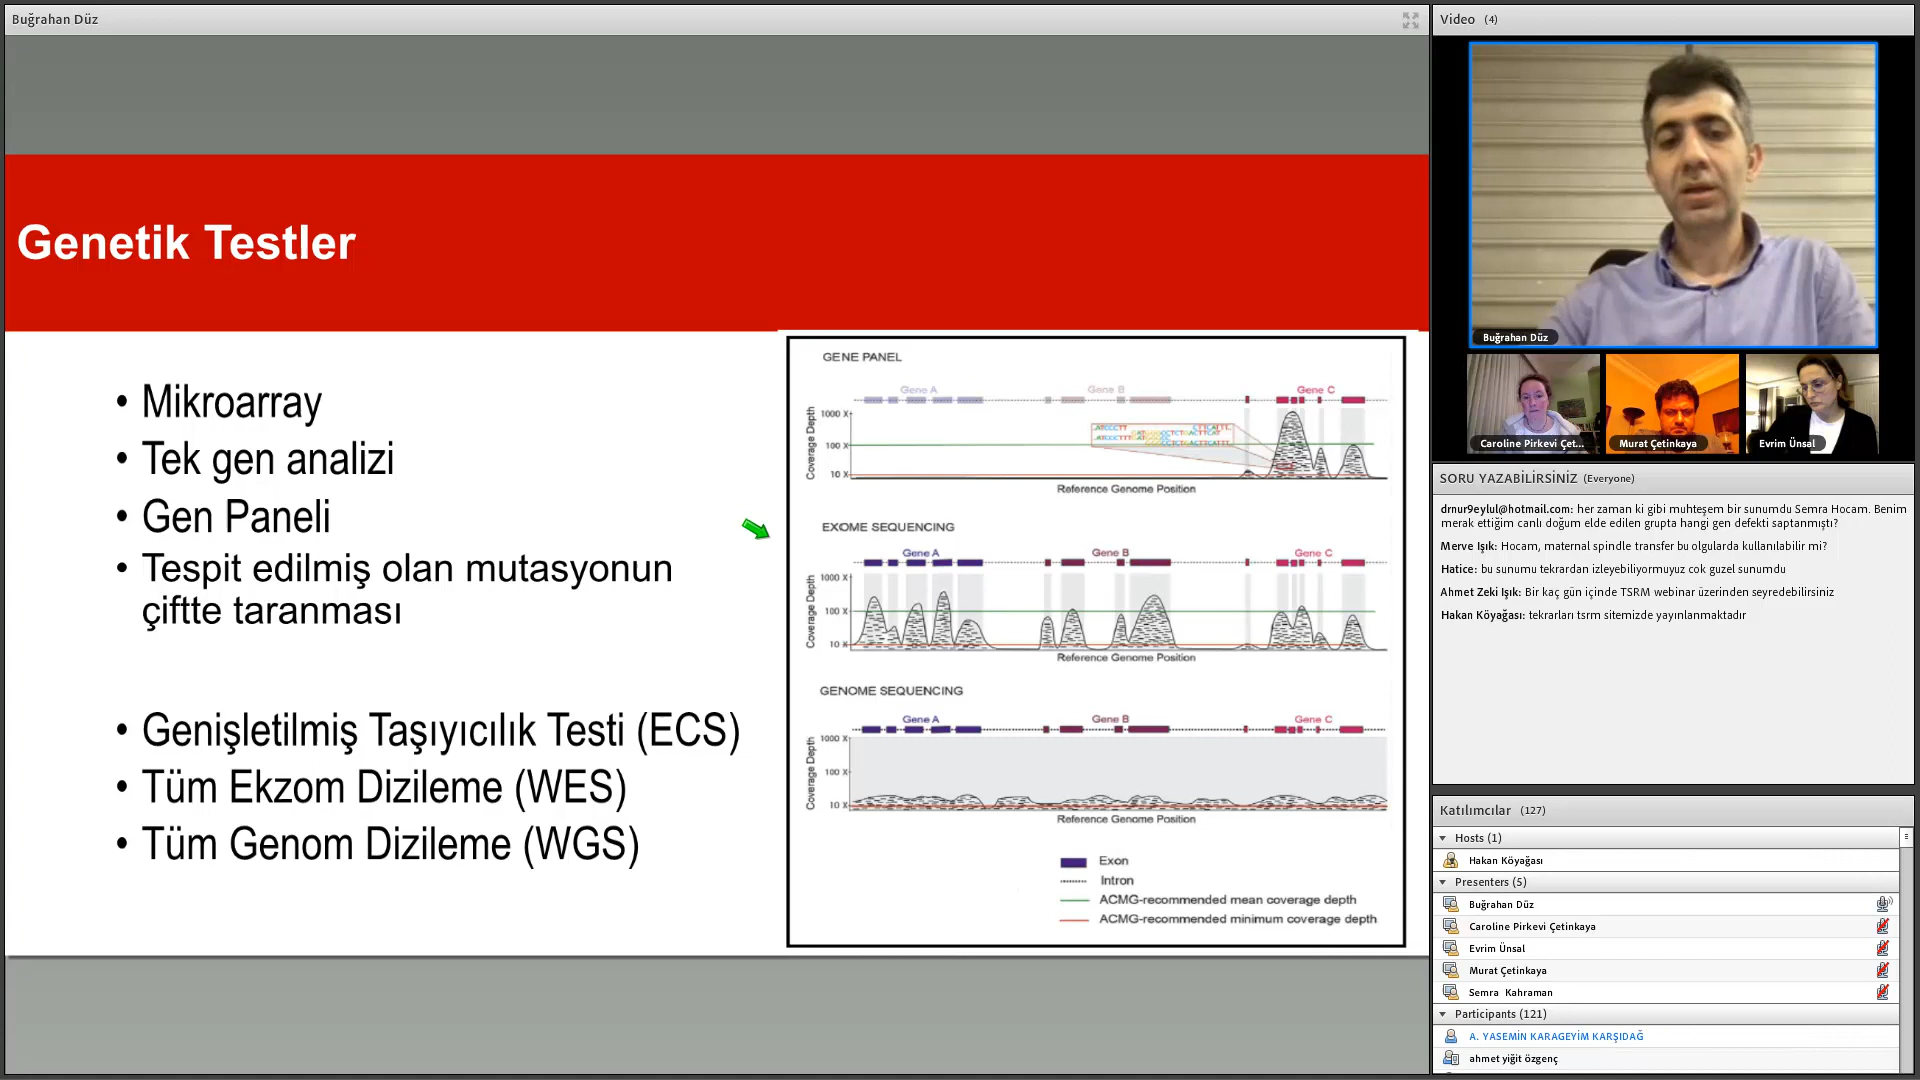 Buğrahan Düz
Genetik Testler
• Mikroarray
• Tek gen analizi
• Gen Paneli
• Tespit edilmiş olan mutasyonun
çiftte taranması
• Genişletilmiş Taşıyıcılık Testi (ECS)
• Tüm Ekzom Dizileme (WES)
• Tüm Genom Dizileme (WGS)
GENE PANEL
Gene A Gene B Gene C
Coverage Depth
1000 X
100 X
10 X
Reference Genome Position
EXOME SEQUENCING
Gene A Gene B Gene C
Coverage Depth
1000 X
100 X
10 X
Reference Genome Position
GENOME SEQUENCING
Gene A Gene B Gene C
Coverage Depth
1000 X
100 X
10 X
Reference Genome Position
Exon
Intron
ACMG-recommended mean coverage depth
ACMG-recommended minimum coverage depth
Video (4)
Buğrahan Düz
Caroline Pirkevi Çet...
Murat Çetinkaya
Evrim Ünsal
SORU YAZABİLİRSİNİZ (Everyone)
drnur9eylul@hotmail.com: her zaman ki gibi muhteşem bir sunumdu Semra Hocam. Benim
merak ettiğim canlı doğum elde edilen grupta hangi gen defekti saptanmıştı?
Merve Işık: Hocam, maternal spindle transfer bu olgularda kullanılabilir mi?
Hatice: bu sunumu tekrardan izleyebiliyormuyuz cok guzel sunumdu
Ahmet Zeki Işık: Bir kaç gün içinde TSRM webinar üzerinden seyredebilirsiniz
Hakan Köyağası: tekrarları tsrm sitemizde yayınlanmaktadır
Katılımcılar (127)
Hosts (1)
Hakan Köyağası
Presenters (5)
Buğrahan Düz
Caroline Pirkevi Çetinkaya
Evrim Ünsal
Murat Çetinkaya
Semra Kahraman
Participants (121)
A. YASEMİN KARAGEYİM KARŞIDAĞ
ahmet yiğit özgenç